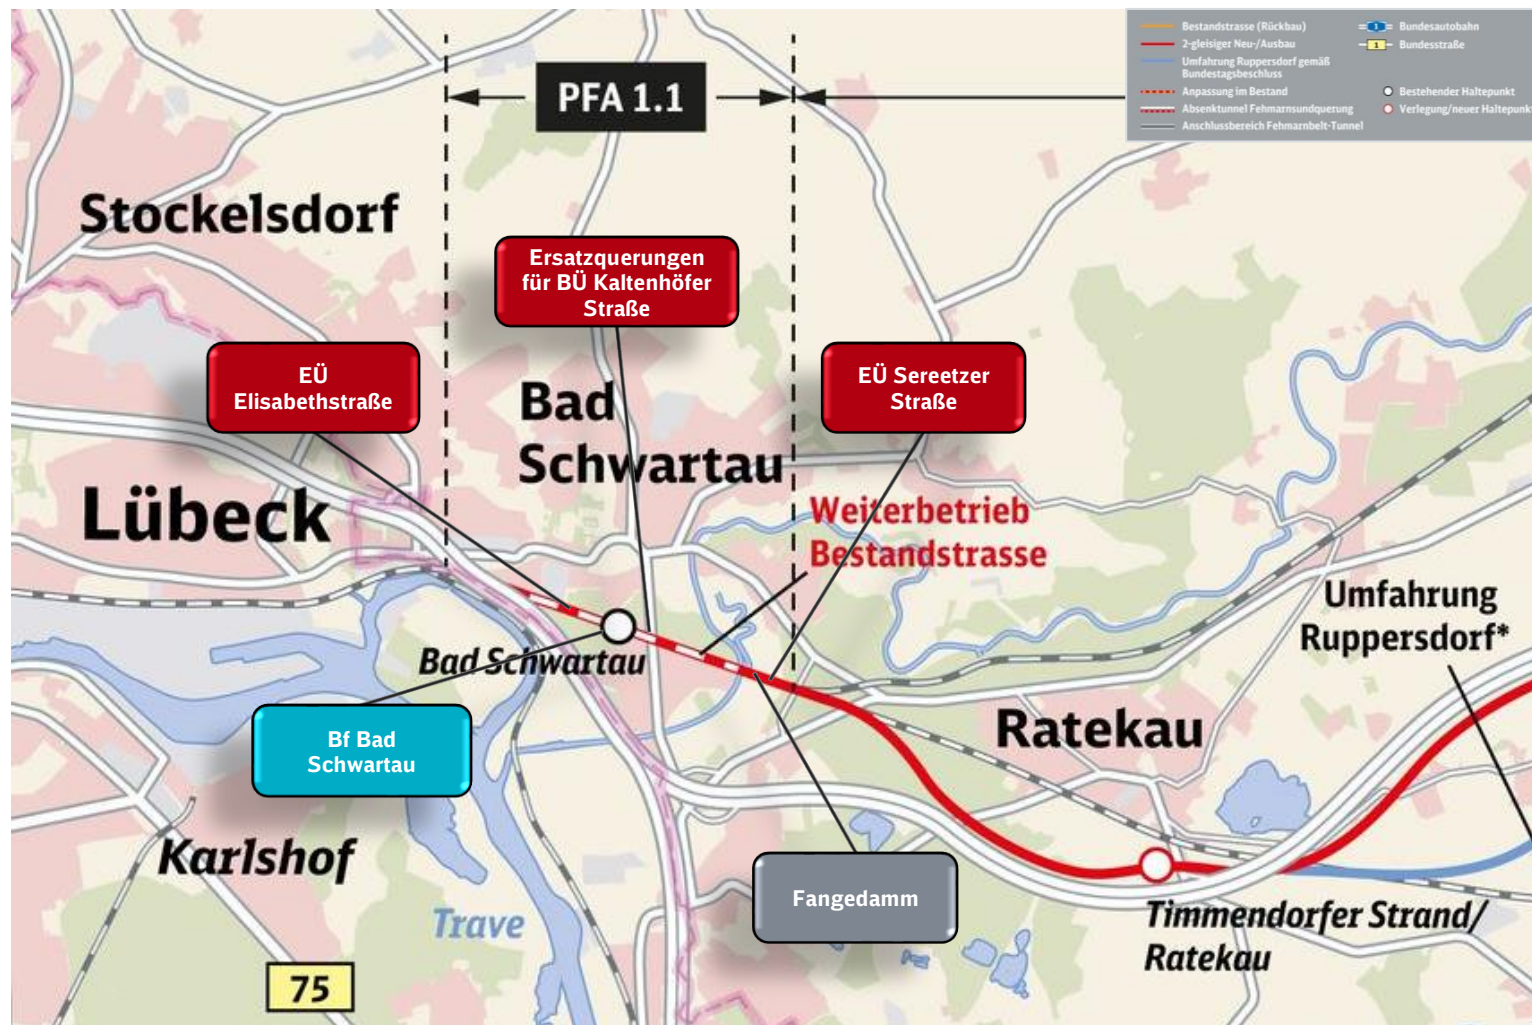 PFA 1.1
Bestandstrasse (Rückbau)
2-gleisiger Neu-/Ausbau
Umfahrung Ruppersdorf gemäß
Bundestagsbeschluss
Anpassung im Bestand
Absenktunnel Fehmarnsundquerung
Anschlussbereich Fehmarnbelt-Tunnel
1 Bundesautobahn
1 Bundesstraße
Bestehender Haltepunkt
Verlegung/neuer Haltepunkt
Stockelsdorf
Ersatzquerungen
für BÜ Kaltenhöfer
Straße
EÜ
Elisabethstraße
EÜ Sereetzer
Straße
Bad
Schwartau
Lübeck
Weiterbetrieb
Bestandstrasse
Umfahrung
Ruppersdorf*
Bad Schwartau
Bf Bad
Schwartau
Ratekau
Karlshof
Fangedamm
Trave
Timmendorfer Strand/
Ratekau
75